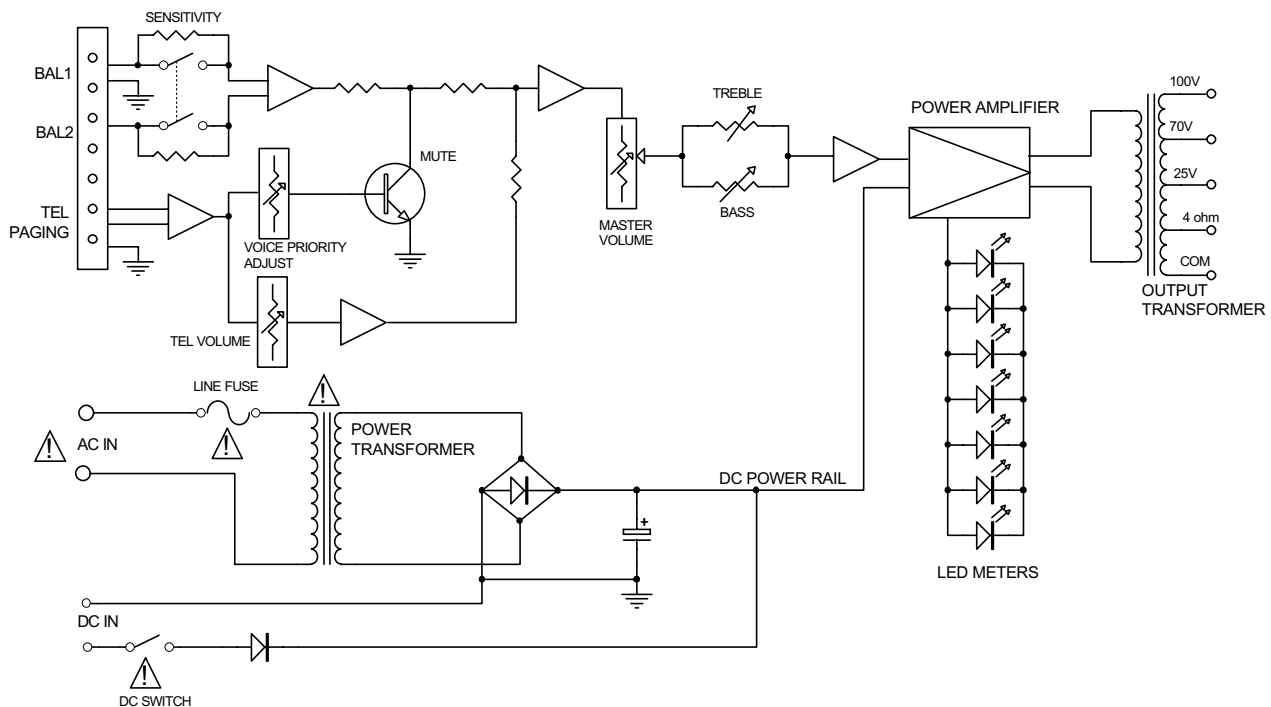 SENSITIVITY
BAL1
BAL2
TEL
PAGING
MUTE
VOICE PRIORITY
ADJUST
TEL VOLUME
MASTER
VOLUME
TREBLE
BASS
POWER AMPLIFIER
100V
70V
25V
4 ohm
COM
OUTPUT
TRANSFORMER
LED METERS
LINE FUSE
!
!
!
AC IN
POWER
TRANSFORMER
DC POWER RAIL
+
DC IN
!
DC SWITCH